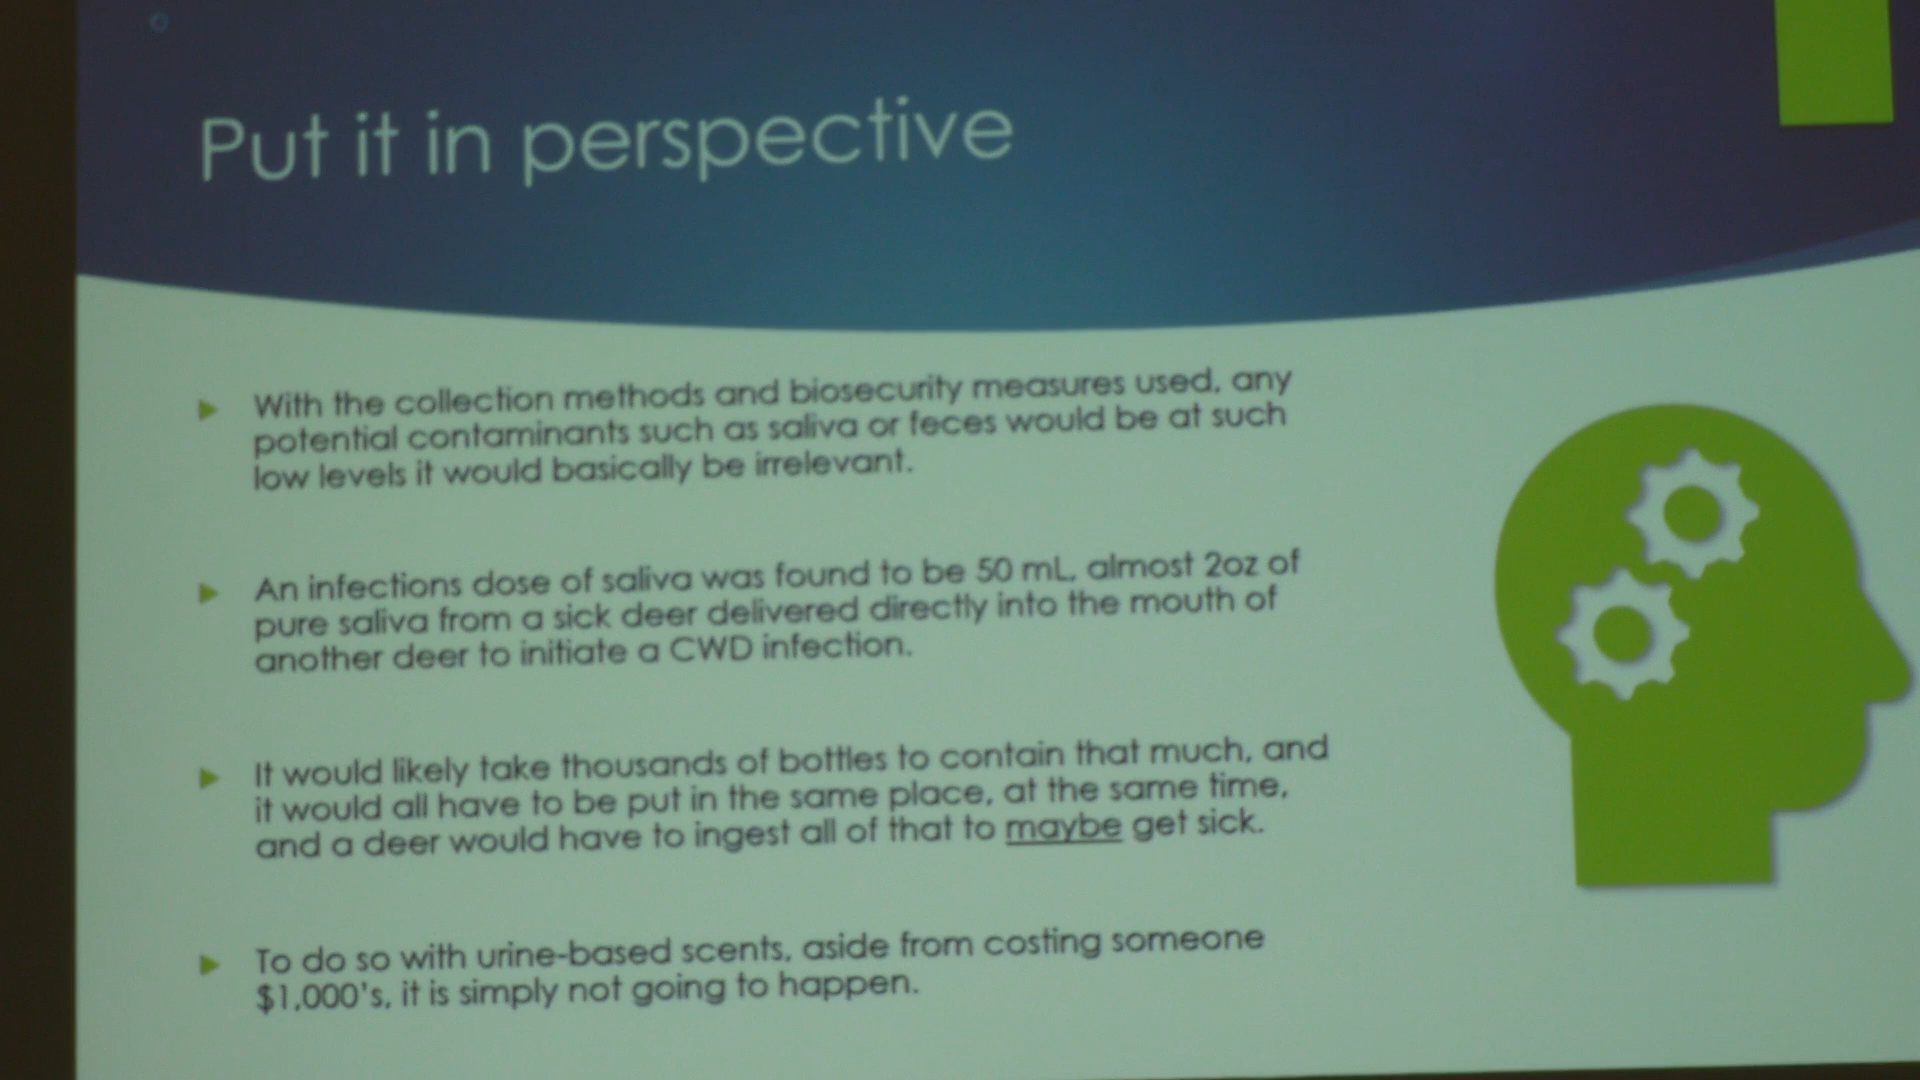 Put it in perspective
With the collection methods and biosecurity measures used, any
potential contaminants such as saliva or feces would be at such
low levels it would basically be irrelevant.
An infections dose of saliva was found to be 50 mL, almost 2oz of
pure saliva from a sick deer delivered directly into the mouth of
another deer to initiate a CWD infection.
It would likely take thousands of bottles to contain that much, and
it would all have to be put in the same place, at the same time,
and a deer would have to ingest all of that to maybe get sick.
To do so with urine-based scents, aside from costing someone
$1,000's, it is simply not going to happen.